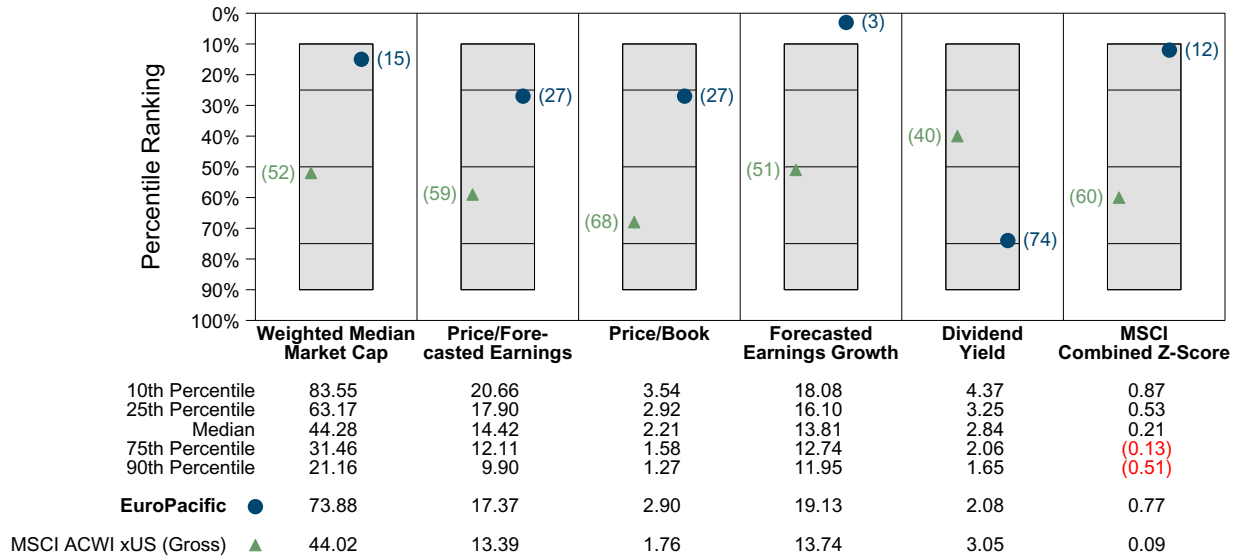 0%
10%
20%
30%
40%
50%
60%
70%
80%
90%
100%
Percentile Ranking
(15)
(52)
(27)
(59)
(27)
(68)
(3)
(51)
(40)
(74)
(12)
(60)
Weighted Median
Market Cap
Price/Fore-
casted Earnings
Price/Book
Forecasted
Earnings Growth
Dividend
Yield
MSCI
Combined Z-Score
10th Percentile 83.55 20.66 3.54 18.08 4.37 0.87
25th Percentile 63.17 17.90 2.92 16.10 3.25 0.53
Median 44.28 14.42 2.21 13.81 2.84 0.21
75th Percentile 31.46 12.11 1.58 12.74 2.06 (0.13)
90th Percentile 21.16 9.90 1.27 11.95 1.65 (0.51)
EuroPacific 73.88 17.37 2.90 19.13 2.08 0.77
MSCI ACWI xUS (Gross) 44.02 13.39 1.76 13.74 3.05 0.09